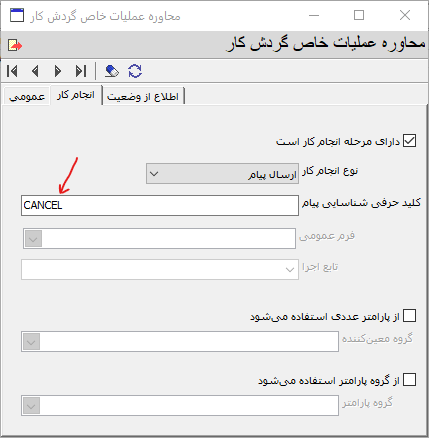 محاوره عملیات خاص گردش کار
محاوره عملیات خاص گردش کار
عمومی
انجام کار
اطلاع از وضعیت
دارای مرحله انجام کار است
نوع انجام کار
ارسال پیام
کلید حرفی شناسایی پیام
CANCEL
فرم عمومی
تابع اجرا
از پارامتر عددی استفاده می‌شود
گروه معین‌کننده
از گروه پارامتر استفاده می‌شود
گروه پارامتر